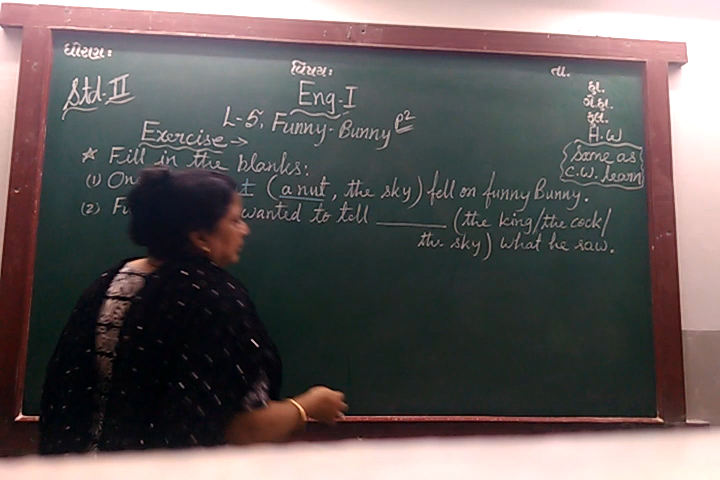 ધોરણ:
વિષય:
તા.
Std-II
Eng-I
L-5, Funny-Bunny P2
Exercise →
* Fill in the blanks:
(1) On (a nut, the sky) fell on funny Bunny.
(2) wanted to tell ______ (the king/the cock/
the sky) what he saw.
કુ.
ગે.હા.
કુલ.
H.W
Same as
C.W. learn